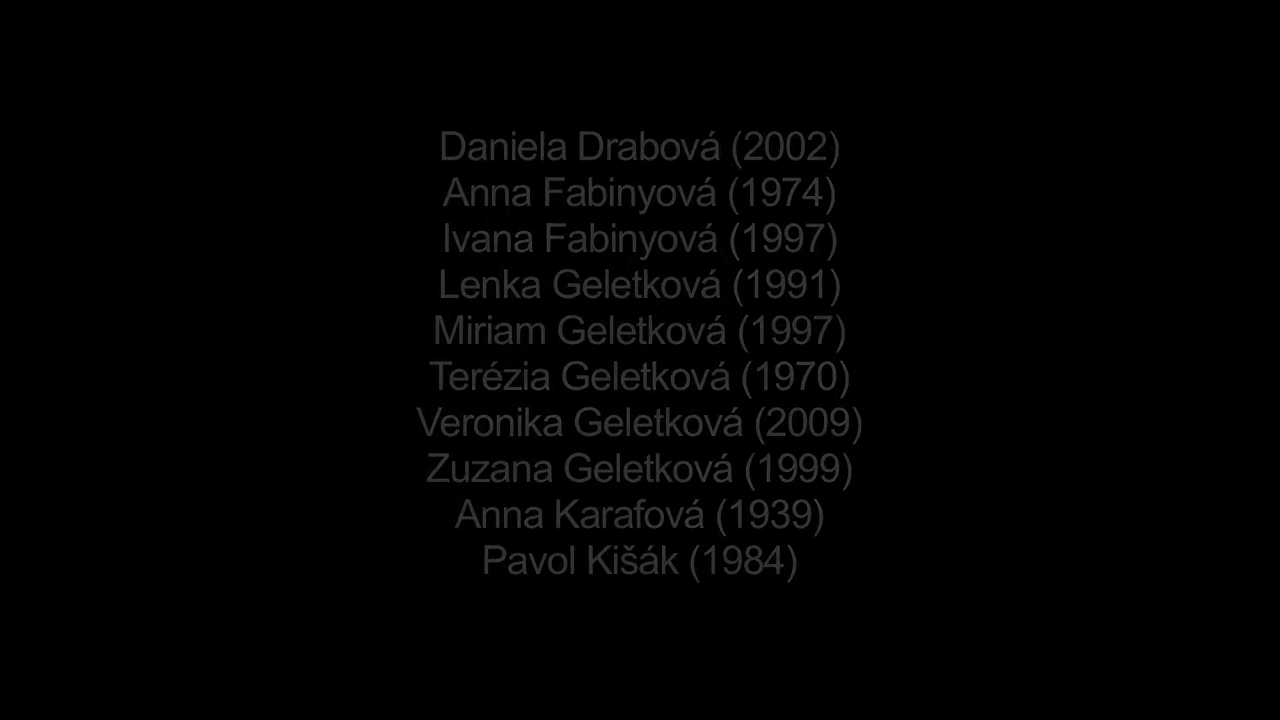 Daniela Drabová (2002)
Anna Fabinyová (1974)
Ivana Fabinyová (1997)
Lenka Geletková (1991)
Miriam Geletková (1997)
Terézia Geletková (1970)
Veronika Geletková (2009)
Zuzana Geletková (1999)
Anna Karafová (1939)
Pavol Kišák (1984)